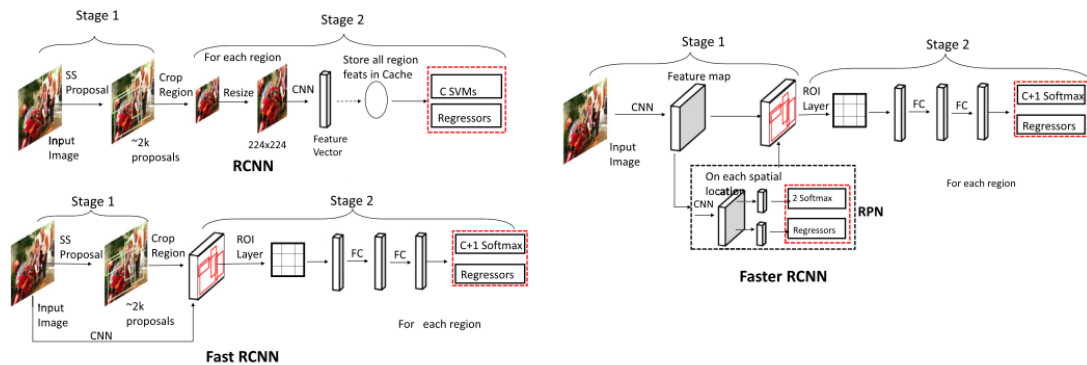 Stage 1
Stage 2
For each region
SS
Proposal
Crop
Region
Resize
CNN
Store all region
feats in Cache
C SVMs
Regressors
Input
Image
~2k
proposals
224x224
Feature
Vector
RCNN
Stage 1
Stage 2
SS
Proposal
Crop
Region
ROI
Layer
FC
FC
C+1 Softmax
Regressors
Input
Image
~2k
proposals
CNN
For each region
Fast RCNN
Stage 1
Stage 2
Feature map
CNN
ROI
Layer
FC
FC
C+1 Softmax
Regressors
Input
Image
On each spatial
location
CNN
2 Softmax
Regressors
RPN
For each region
Faster RCNN